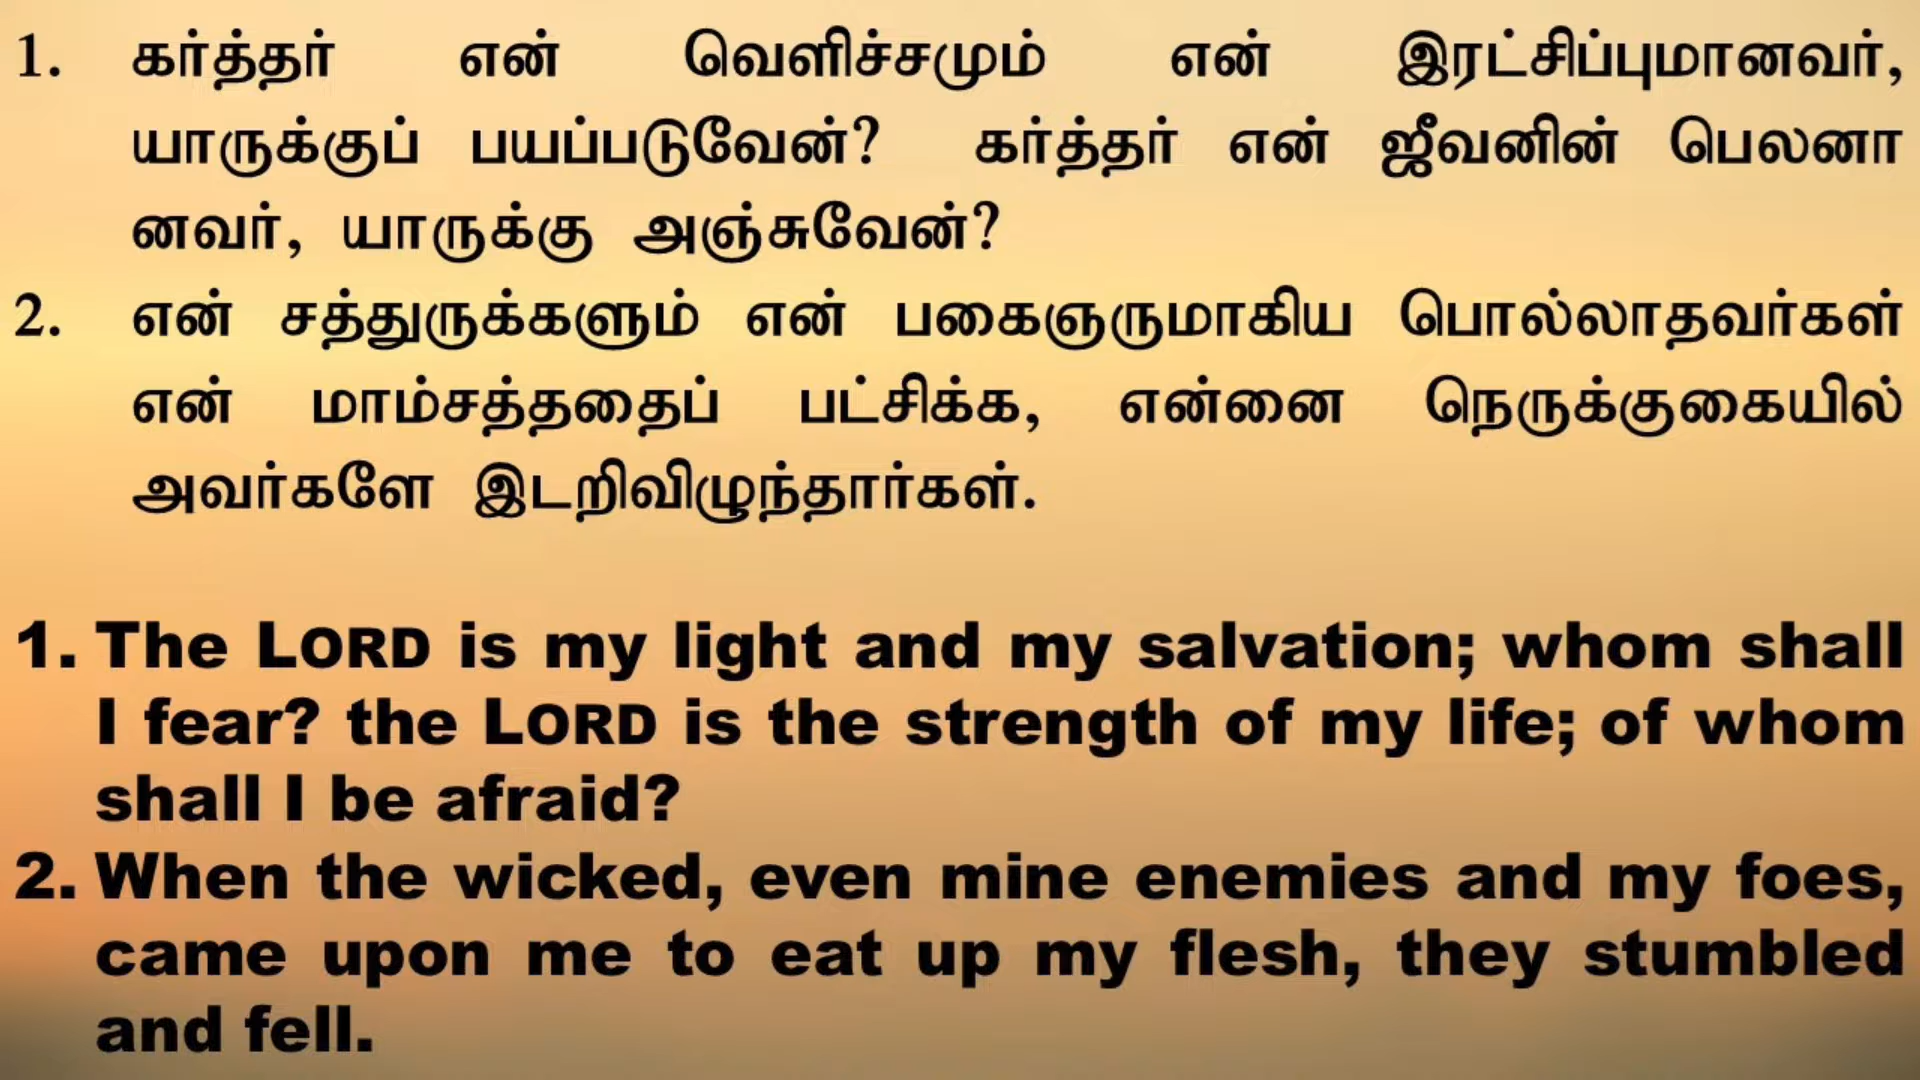 1. கர்த்தர் என் வெளிச்சமும் என் இரட்சிப்புமானவர்,
யாருக்குப் பயப்படுவேன்? கர்த்தர் என் ஜீவனின் பெலனா
னவர், யாருக்கு அஞ்சுவேன்?
2. என் சத்துருக்களும் என் பகைஞருமாகிய பொல்லாதவர்கள்
என் மாம்சத்ததைப் பட்சிக்க, என்னை நெருக்குகையில்
அவர்களே இடறிவிழுந்தார்கள்.
1. The LORD is my light and my salvation; whom shall
I fear? the LORD is the strength of my life; of whom
shall I be afraid?
2. When the wicked, even mine enemies and my foes,
came upon me to eat up my flesh, they stumbled
and fell.